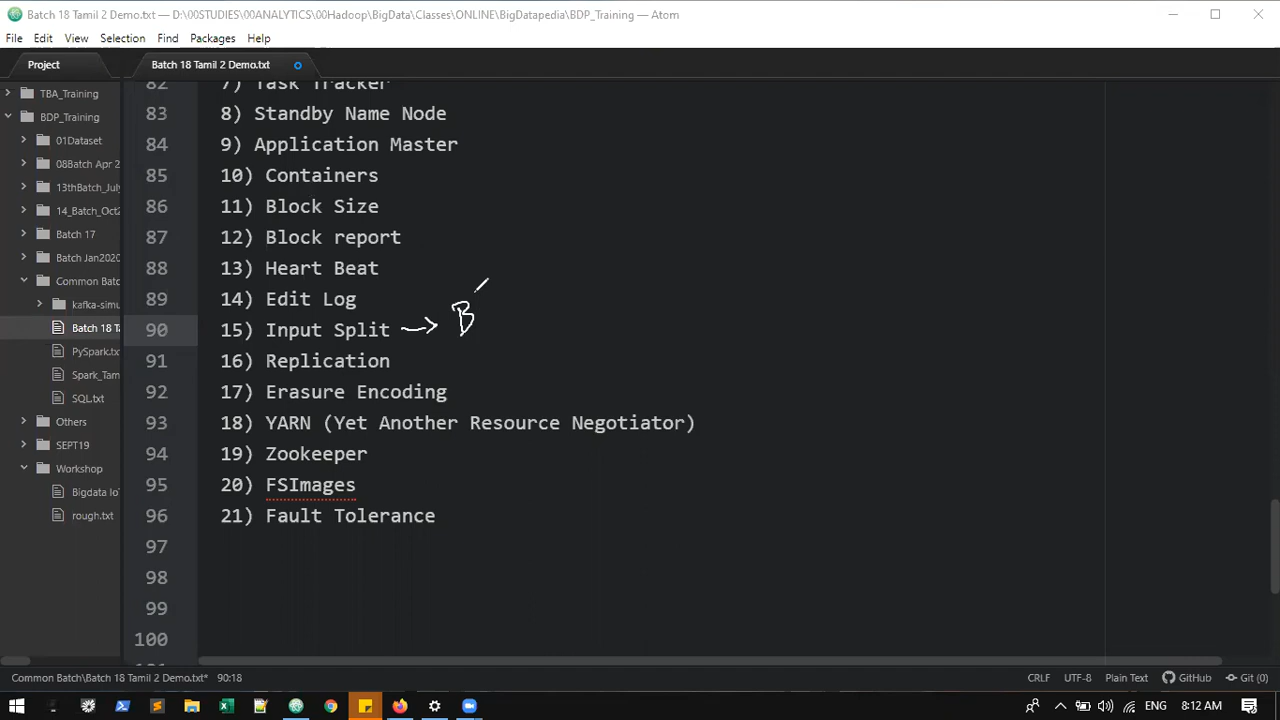 Batch 18 Tamil 2 Demo.txt — D:\00STUDIES\00ANALYTICS\00Hadoop\BigData\Classes\ONLINE\BigDatapedia\BDP_Training — Atom
File Edit View Selection Find Packages Help
Project
Batch 18 Tamil 2 Demo.txt
TBA_Training
BDP_Training
01Dataset
08Batch Apr 2
13thBatch_July
14_Batch_Oct2
Batch 17
Batch Jan2020
Common Batc
kafka-simu
Batch 18 Ta
PySpark.txt
Spark_Tam
SQL.txt
Others
SEPT19
Workshop
Bigdata Io
rough.txt
82 7) Task Tracker
83 8) Standby Name Node
84 9) Application Master
85 10) Containers
86 11) Block Size
87 12) Block report
88 13) Heart Beat
89 14) Edit Log
90 15) Input Split → B
91 16) Replication
92 17) Erasure Encoding
93 18) YARN (Yet Another Resource Negotiator)
94 19) Zookeeper
95 20) FSImages
96 21) Fault Tolerance
97
98
99
100
Common Batch\Batch 18 Tamil 2 Demo.txt* 90:18 CRLF UTF-8 Plain Text GitHub Git (0)
ENG 8:12 AM